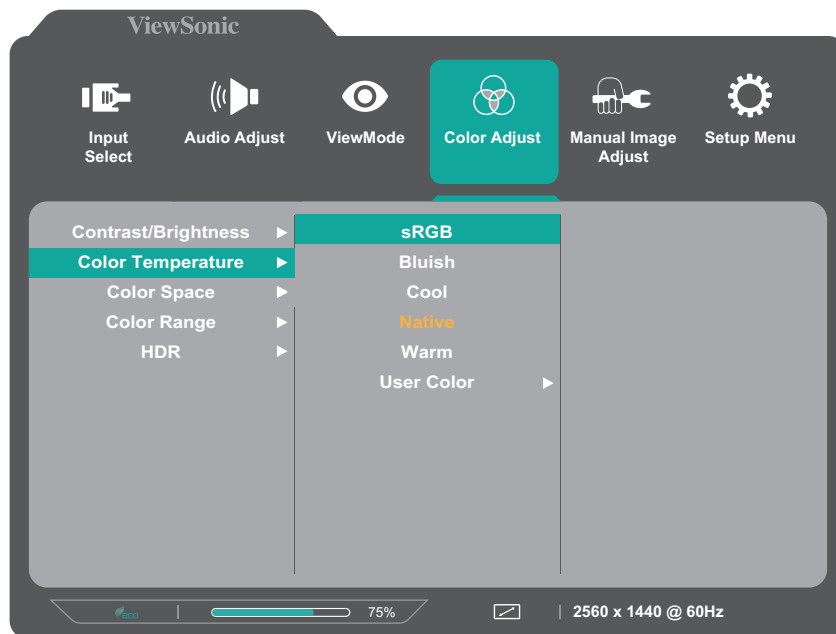 ViewSonic
Input Select
Audio Adjust
ViewMode
Color Adjust
Manual Image Adjust
Setup Menu
Contrast/Brightness
Color Temperature
Color Space
Color Range
HDR
sRGB
Bluish
Cool
Native
Warm
User Color
eco
75%
2560 x 1440 @ 60Hz